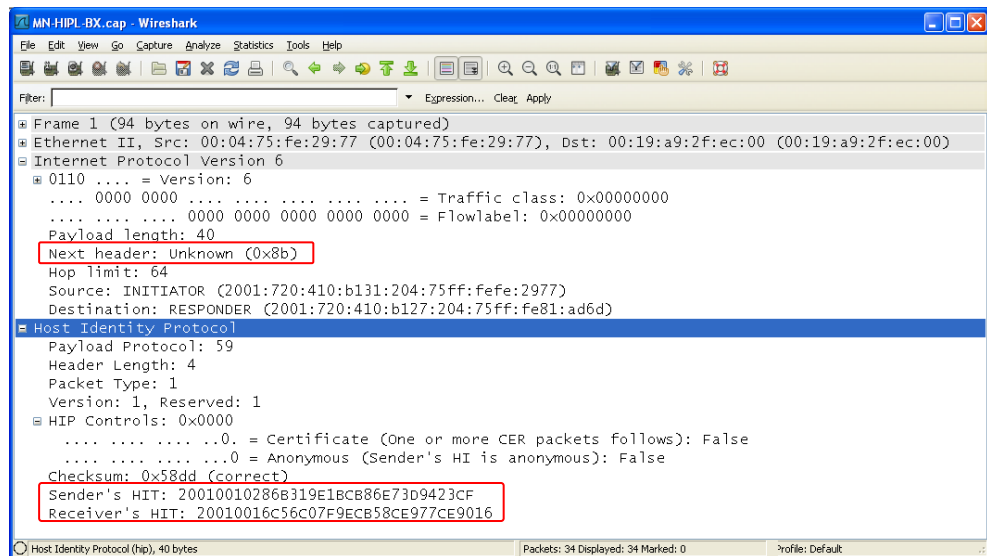 MN-HIPL-BX.cap - Wireshark
File Edit View Go Capture Analyze Statistics Tools Help
Filter: Expression... Clear Apply
Frame 1 (94 bytes on wire, 94 bytes captured)
Ethernet II, Src: 00:04:75:fe:29:77 (00:04:75:fe:29:77), Dst: 00:19:a9:2f:ec:00 (00:19:a9:2f:ec:00)
Internet Protocol Version 6
0110 .... = Version: 6
.... 0000 0000 .... .... .... .... .... = Traffic class: 0x00000000
.... .... .... 0000 0000 0000 0000 0000 = Flowlabel: 0x00000000
Payload length: 40
Next header: Unknown (0x8b)
Hop limit: 64
Source: INITIATOR (2001:720:410:b131:204:75ff:fefe:2977)
Destination: RESPONDER (2001:720:410:b127:204:75ff:fe81:ad6d)
Host Identity Protocol
Payload Protocol: 59
Header Length: 4
Packet Type: 1
Version: 1, Reserved: 1
HIP Controls: 0x0000
.... .... .... ..0. = Certificate (One or more CER packets follows): False
.... .... .... ...0 = Anonymous (Sender's HI is anonymous): False
Checksum: 0x58dd (correct)
Sender's HIT: 20010010286B319E1BCB86E73D9423CF
Receiver's HIT: 20010016C56C07F9ECB58CE977CE9016
Host Identity Protocol (hip), 40 bytes
Packets: 34 Displayed: 34 Marked: 0
Profile: Default